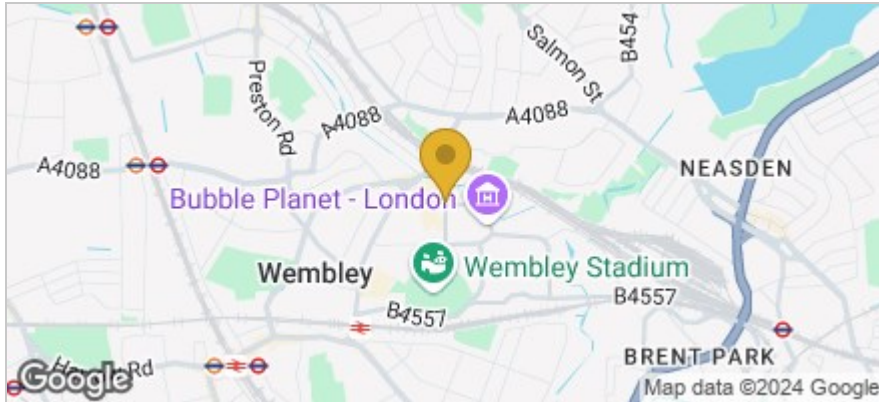 Salmon St
B454
Preston Rd
A4088
A4088
A4088
NEASDEN
Bubble Planet - London
Wembley
Wembley Stadium
B4557
B4557
BRENT PARK
Rd
Google
Map data ©2024 Google